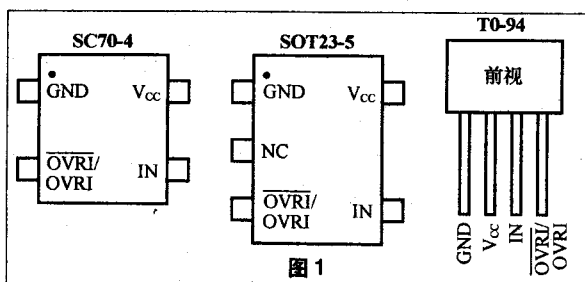 SC70-4
GND
Vcc
OVRI/
OVRI
IN
SOT23-5
GND
Vcc
NC
OVRI/
OVRI
IN
T0-94
前视
GND
Vcc
IN
OVRI/
OVRI
图1